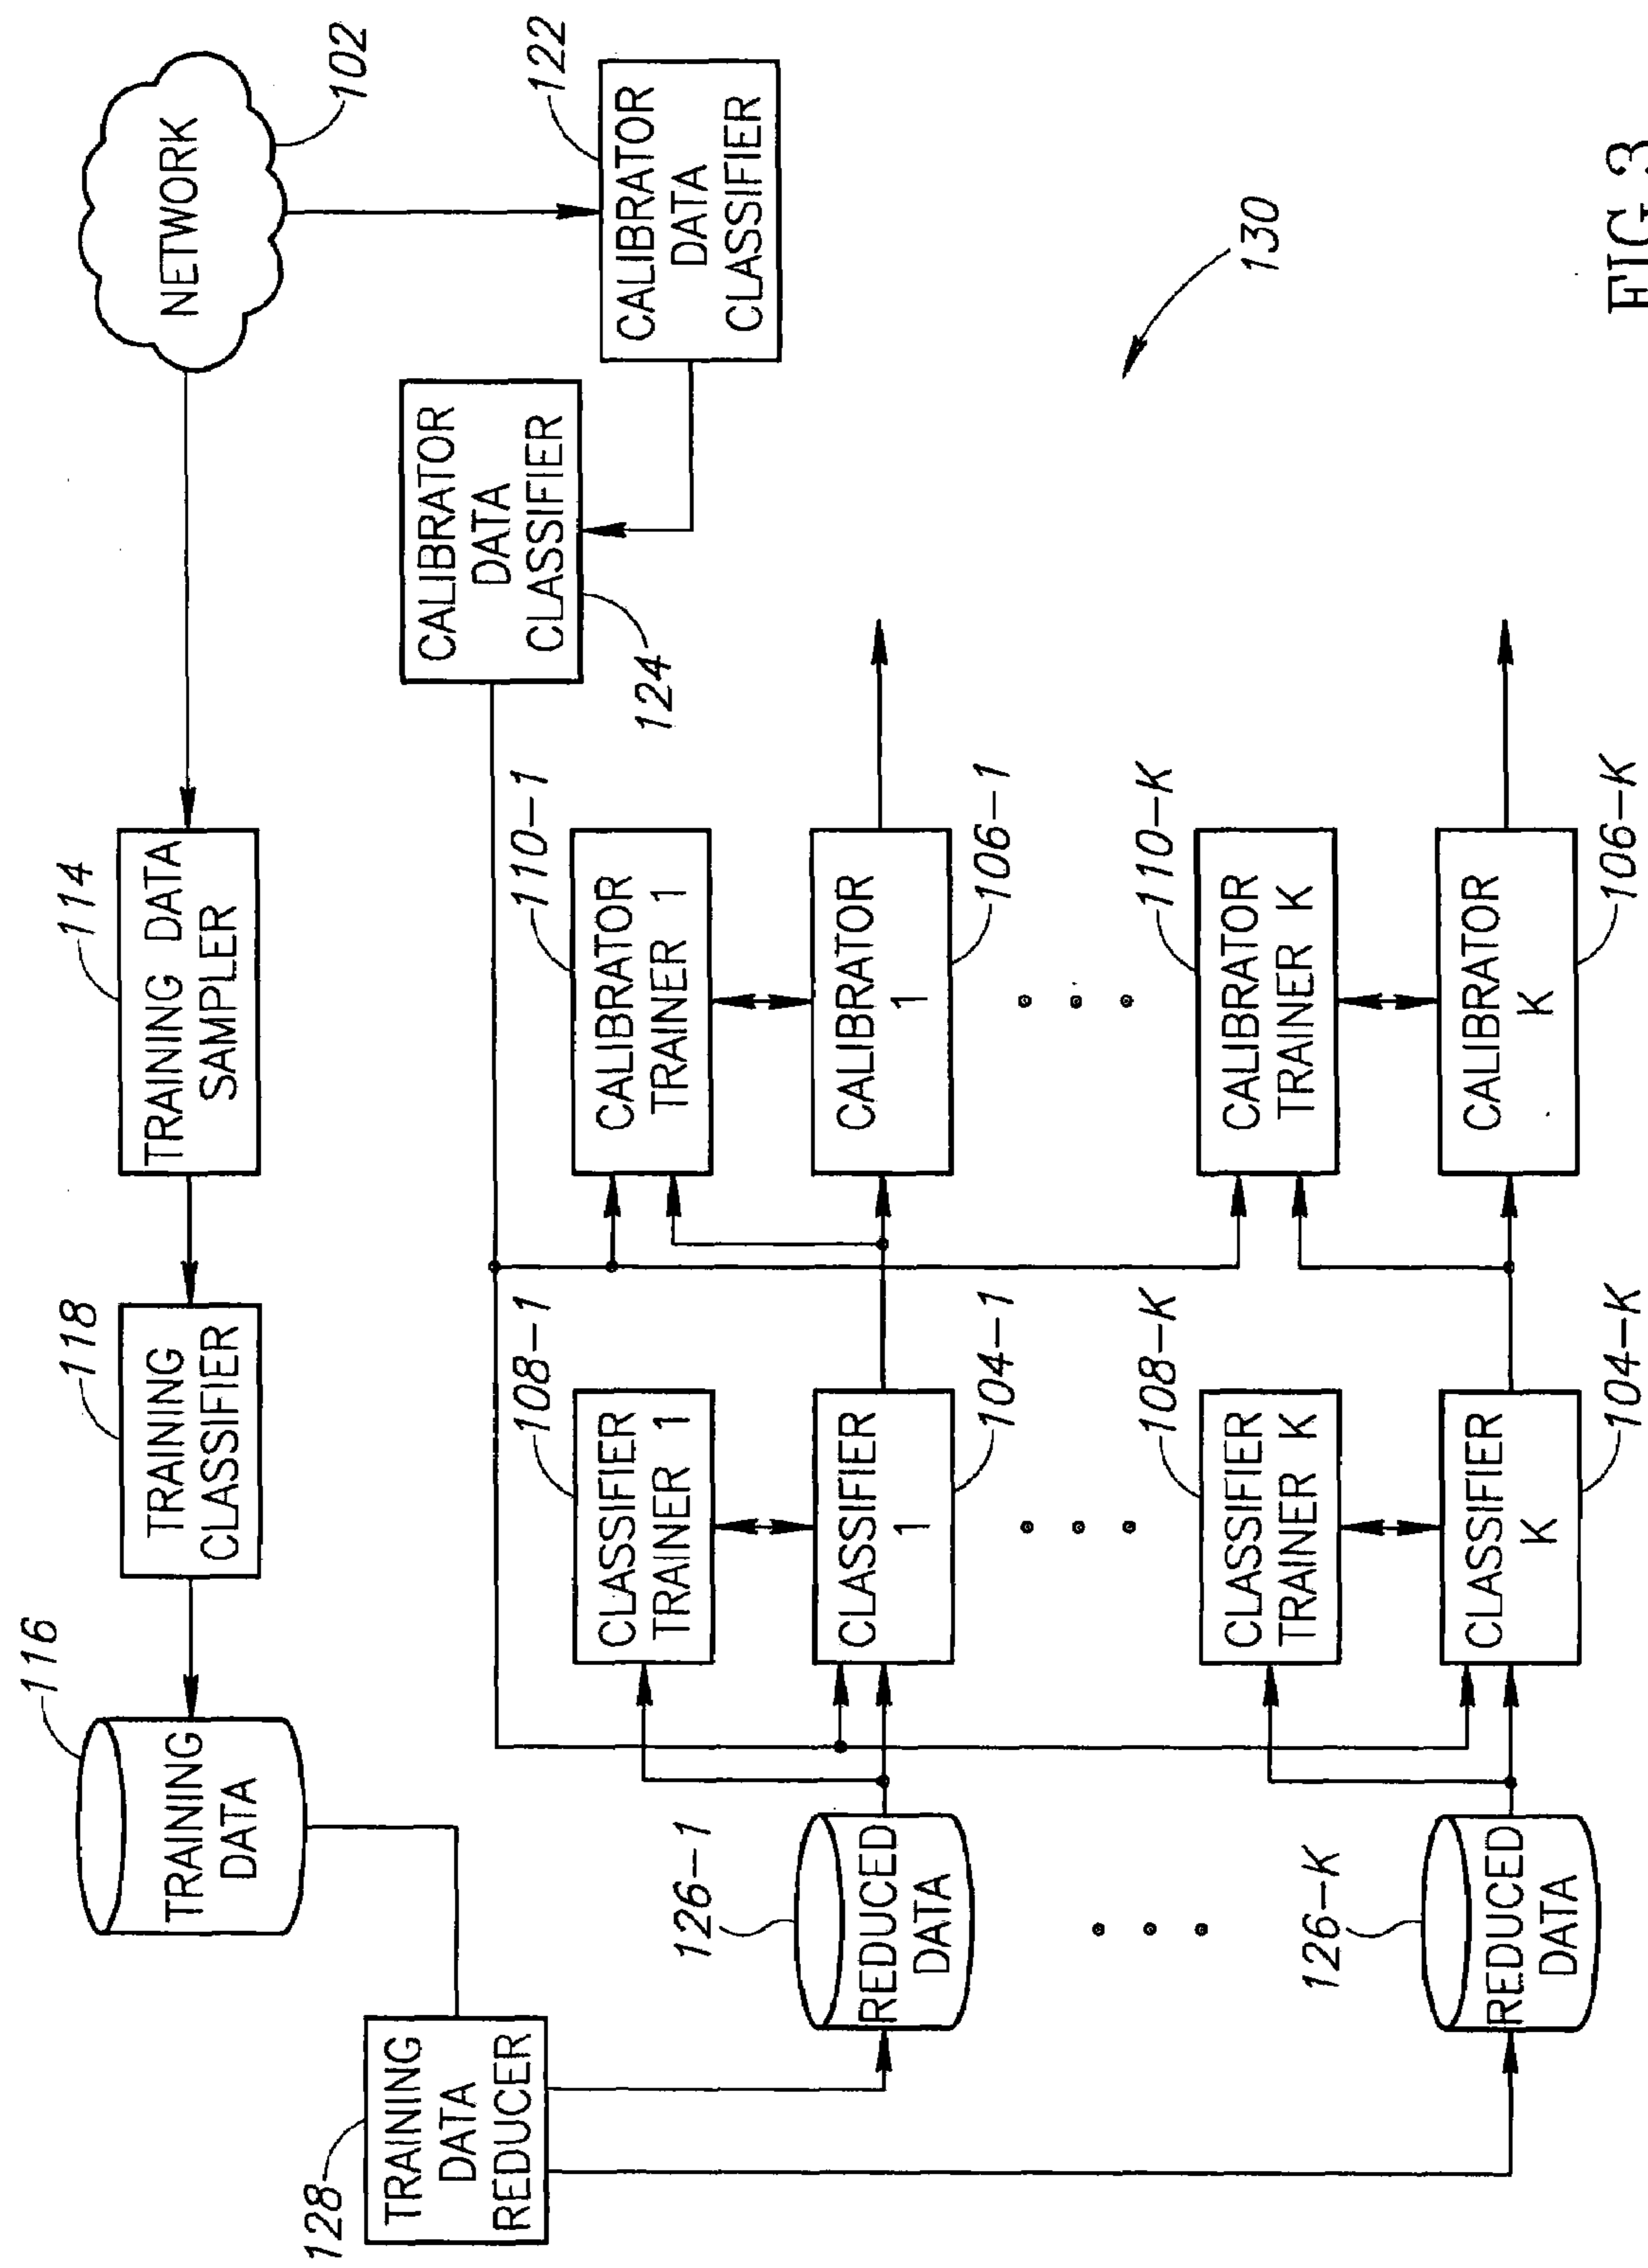 NETWORK
102
114
TRAINING DATA
SAMPLER
118
TRAINING
CLASSIFIER
116
TRAINING
DATA
122
CALIBRATOR
DATA
CLASSIFIER
CALIBRATOR
DATA
CLASSIFIER
124
128
TRAINING
DATA
REDUCER
108-1
CLASSIFIER
TRAINER 1
110-1
CALIBRATOR
TRAINER 1
126-1
REDUCED
DATA
CLASSIFIER
1
104-1
CALIBRATOR
1
106-1
108-K
CLASSIFIER
TRAINER K
110-K
CALIBRATOR
TRAINER K
126-K
REDUCED
DATA
CLASSIFIER
K
104-K
CALIBRATOR
K
106-K
130
FIG. 3